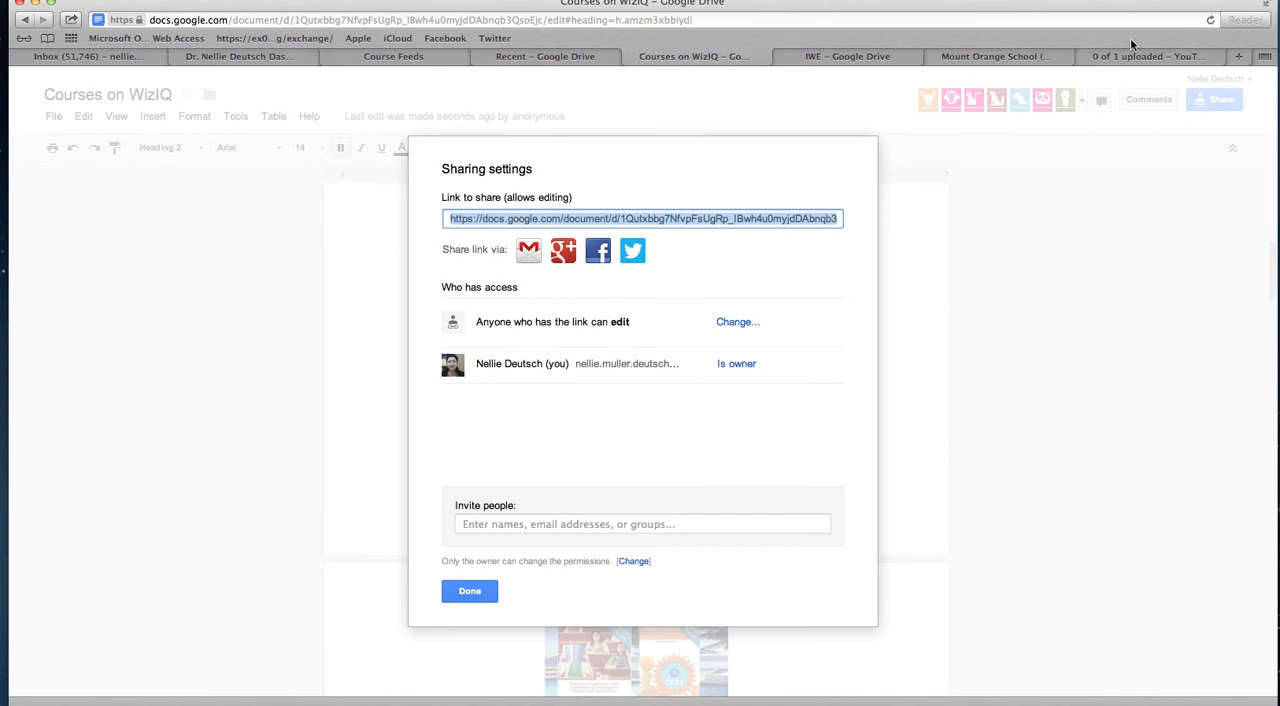 Courses on WizIQ – Google Drive
https docs.google.com/document/d/1Qutxbbg7NfvpFsUgRp_IBwh4u0myjdDAbnqb3QsoEjc/edit#heading=h.amzm3xbbiydi Reader
Microsoft O... Web Access https://ex0...g/exchange/ Apple iCloud Facebook Twitter
Inbox (51,746) – nellie.... Dr. Nellie Deutsch Das... Course Feeds Recent – Google Drive Courses on WizIQ – Go... IWE – Google Drive Mount Orange School (... 0 of 1 uploaded – YouT... +
Nellie Deutsch
Courses on WizIQ Comments Share
File Edit View Insert Format Tools Table Help Last edit was made seconds ago by anonymous
Heading 2 Arial 14 B I U A
1 7
Sharing settings
Link to share (allows editing)
https://docs.google.com/document/d/1Qutxbbg7NfvpFsUgRp_IBwh4u0myjdDAbnqb3
Share link via:
Who has access
Anyone who has the link can edit Change...
Nellie Deutsch (you) nellie.muller.deutsch... Is owner
Invite people:
Enter names, email addresses, or groups...
Only the owner can change the permissions. [Change]
Done